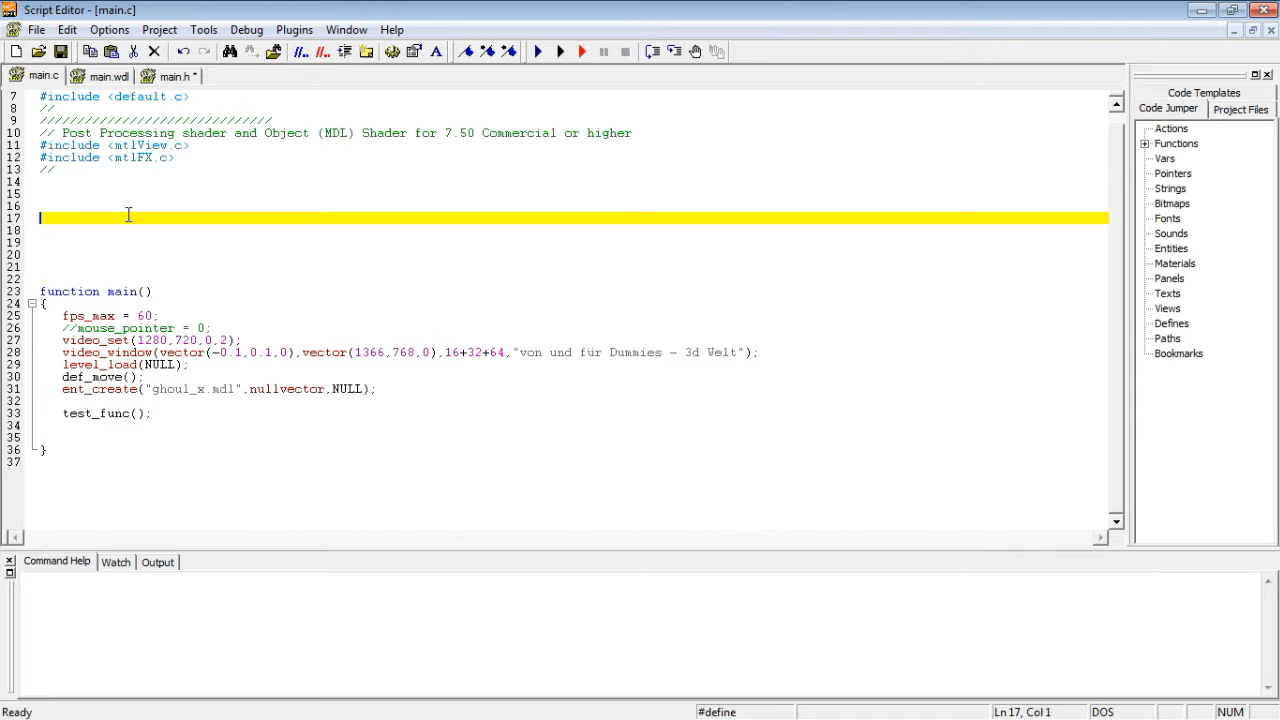 Script Editor - [main.c]
File Edit Options Project Tools Debug Plugins Window Help
main.c main.wdl main.h *
7 #include <default.c>
8 //
9 ///////////////////////////////
10 // Post Processing shader and Object (MDL) Shader for 7.50 Commercial or higher
11 #include <mtlView.c>
12 #include <mtlFX.c>
13 //
14
15
16
17
18
19
20
21
22
23 function main()
24 {
25 fps_max = 60;
26 //mouse_pointer = 0;
27 video_set(1280,720,0,2);
28 video_window(vector(-0.1,0.1,0),vector(1366,768,0),16+32+64,"von und für Dummies - 3d Welt");
29 level_load(NULL);
30 def_move();
31 ent_create("ghoul_x.mdl",nullvector,NULL);
32
33 test_func();
34
35
36 }
37
Code Templates
Code Jumper Project Files
Actions
Functions
Vars
Pointers
Strings
Bitmaps
Fonts
Sounds
Entities
Materials
Panels
Texts
Views
Defines
Paths
Bookmarks
Command Help Watch Output
Ready #define Ln 17, Col 1 DOS NUM